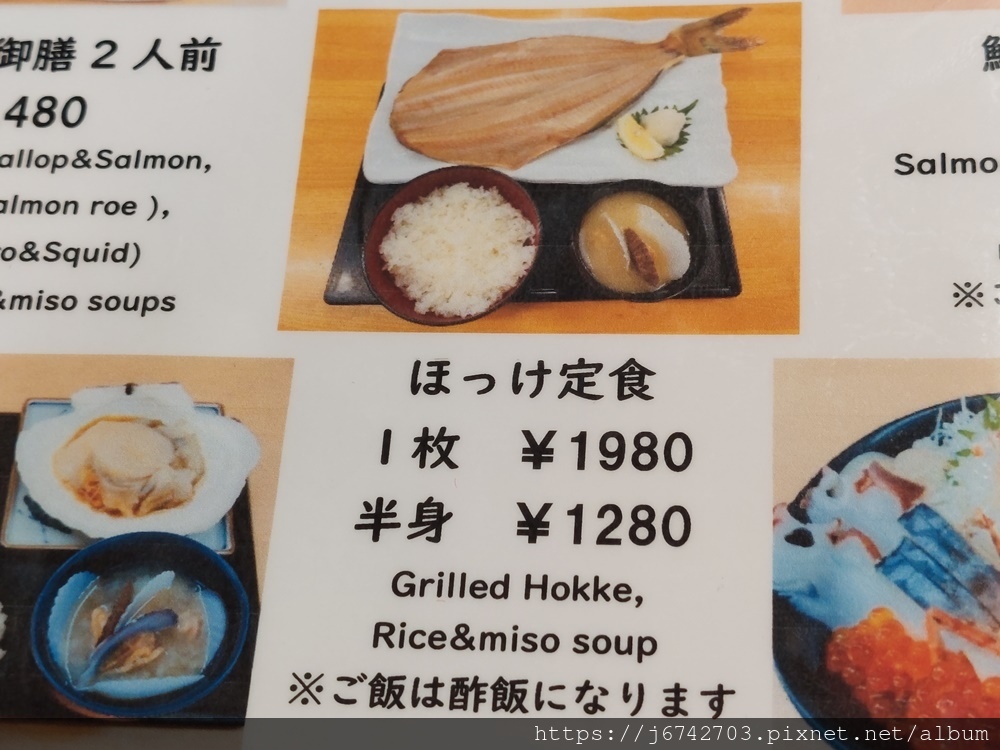 御膳 2 人前
480
allop&Salmon,
almon roe ),
o&Squid)
&miso soups
ほっけ定食
1枚 ¥1980
半身 ¥1280
Grilled Hokke,
Rice&miso soup
※ご飯は酢飯になります
Salmo
※
https://j6742703.pixnet.net/album